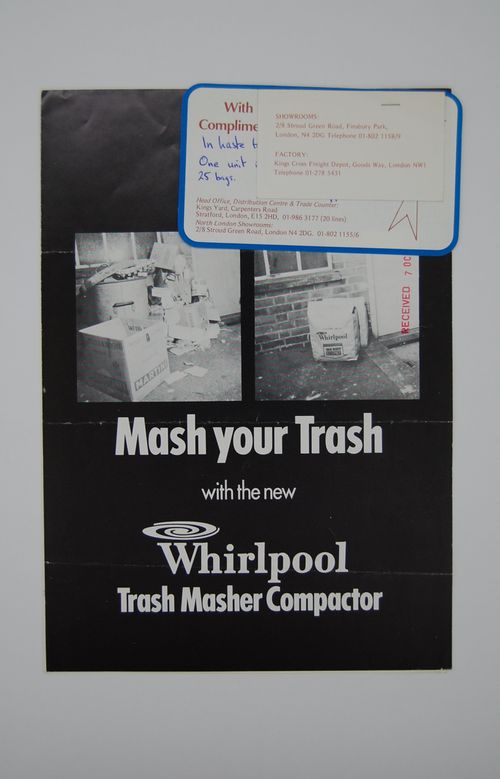 With
Complime
In haste
One unit
25 bags.
SHOWROOMS:
2/8 Stroud Green Road, Finsbury Park,
London, N4 2DG Telephone 01-802 1158/9
FACTORY:
Kings Cross Freight Depot, Goods Way, London NW1
Telephone 01-278 5431
Head Office, Distribution Centre & Trade Counter:
Kings Yard, Carpenters Road
Stratford, London, E15 2HD, 01-986 3177 (20 lines)
North London Showrooms:
2/8 Stroud Green Road, London N4 2DG. 01-802 1155/6
RECEIVED 7 OC
MARTINI
Whirlpool
Mash your Trash
with the new
Whirlpool
Trash Masher Compactor